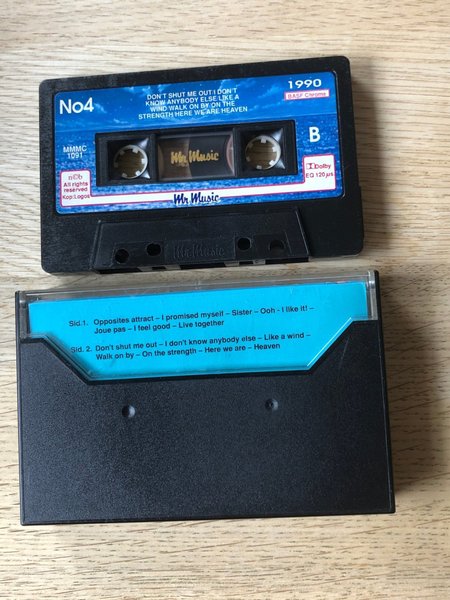 No4
DON'T SHUT ME OUT I DON'T
KNOW ANYBODY ELSE LIKE A
WIND WALK ON BY ON THE
STRENGTH HERE WE ARE HEAVEN
1990
BASF Chrome
MMMC
1091
Mr Music
B
n©b
All rights
reserved
Kop: Logos
Dolby
EQ 120 µs
Mr Music
Mr Music
Sid. 1. Opposites attract – I promised myself – Sister – Ooh - I like it! –
Joue pas – I feel good – Live together
Sid. 2. Don't shut me out – I don't know anybody else – Like a wind –
Walk on by – On the strength – Here we are – Heaven